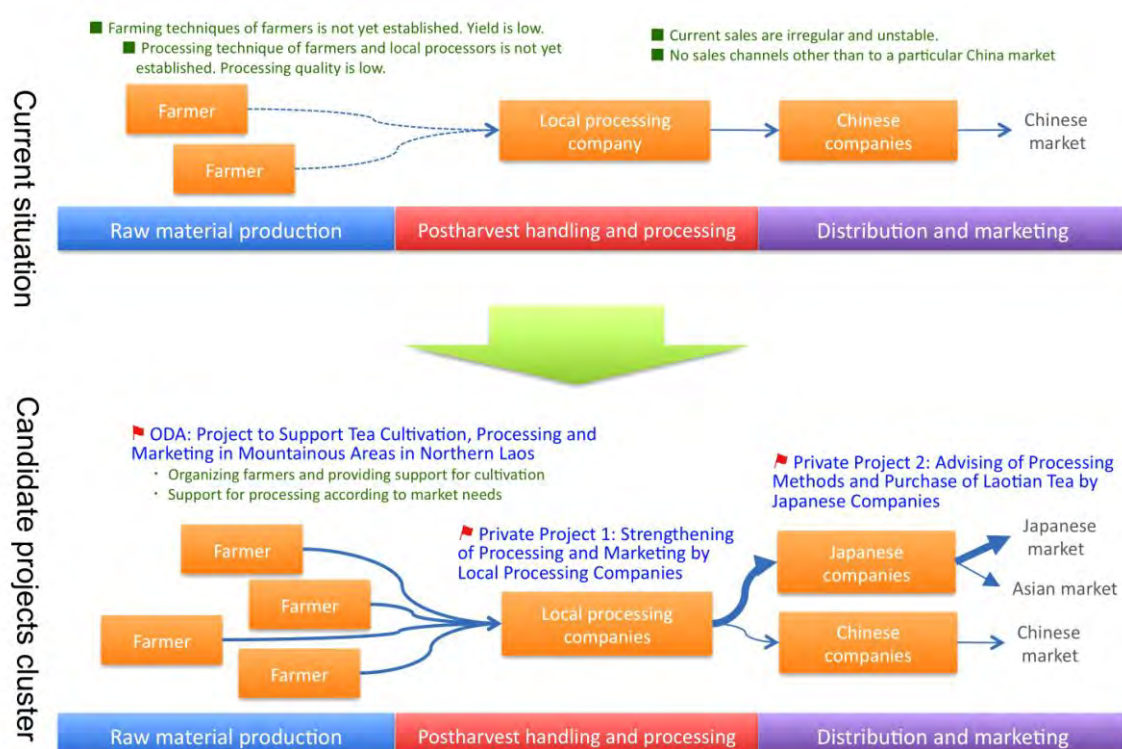 Current situation
■ Farming techniques of farmers is not yet established. Yield is low.
■ Processing technique of farmers and local processors is not yet
established. Processing quality is low.
■ Current sales are irregular and unstable.
■ No sales channels other than to a particular China market
Farmer
Farmer
Local processing
company
Chinese
companies
Chinese
market
Raw material production
Postharvest handling and processing
Distribution and marketing
Candidate projects cluster
ODA: Project to Support Tea Cultivation, Processing and
Marketing in Mountainous Areas in Northern Laos
・ Organizing farmers and providing support for cultivation
・ Support for processing according to market needs
Private Project 1: Strengthening
of Processing and Marketing by
Local Processing Companies
Private Project 2: Advising of Processing
Methods and Purchase of Laotian Tea by
Japanese Companies
Farmer
Farmer
Farmer
Farmer
Local processing
companies
Japanese
companies
Chinese
companies
Japanese
market
Asian market
Chinese
market
Raw material production
Postharvest handling and processing
Distribution and marketing